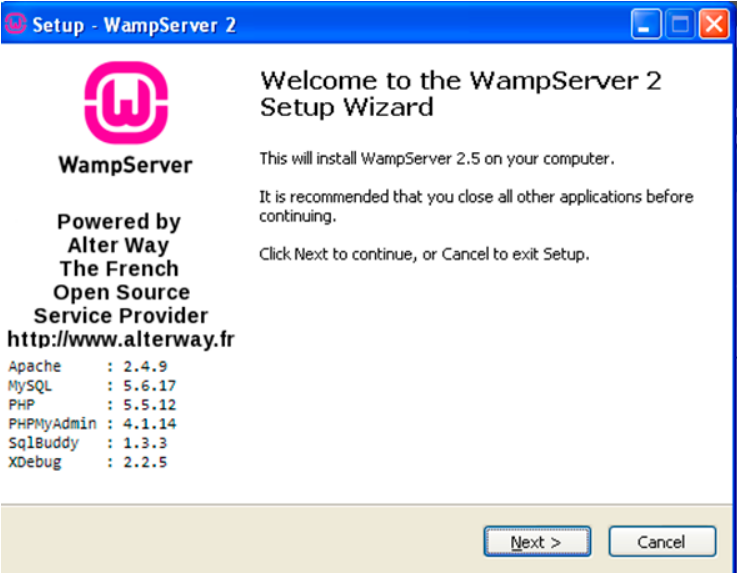 Setup - WampServer 2
WampServer
Powered by
Alter Way
The French
Open Source
Service Provider
http://www.alterway.fr
Apache : 2.4.9
MySQL : 5.6.17
PHP : 5.5.12
PHPMyAdmin : 4.1.14
SqlBuddy : 1.3.3
XDebug : 2.2.5
Welcome to the WampServer 2
Setup Wizard
This will install WampServer 2.5 on your computer.
It is recommended that you close all other applications before
continuing.
Click Next to continue, or Cancel to exit Setup.
Next >
Cancel